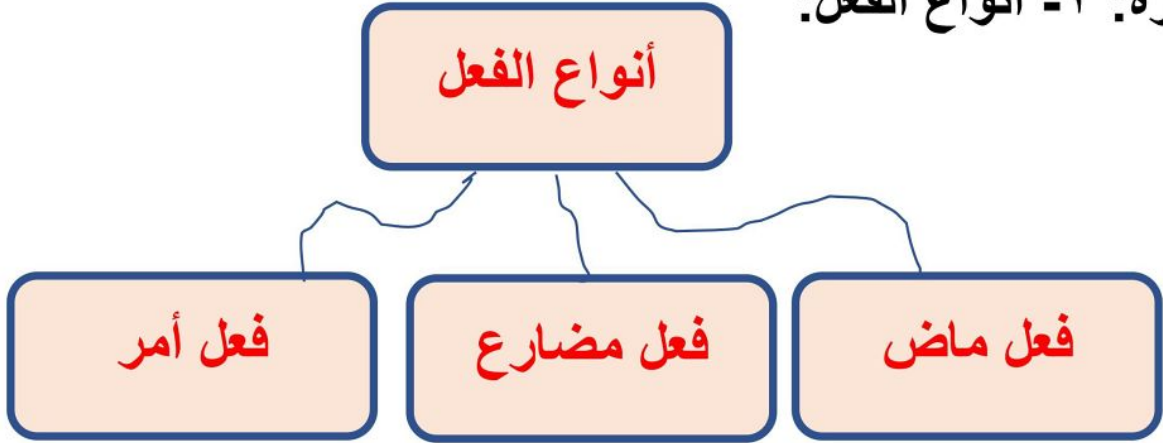 ١- أنواع الفعل.
أنواع الفعل
فعل ماض
فعل مضارع
فعل أمر